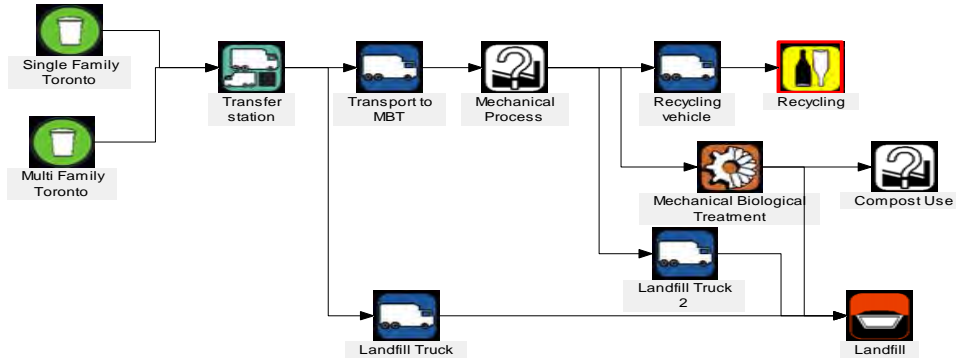 Single Family
Toronto
Multi Family
Toronto
Transfer
station
Transport to
MBT
Mechanical
Process
Recycling
vehicle
Recycling
Mechanical Biological
Treatment
Compost Use
Landfill Truck
2
Landfill Truck
Landfill